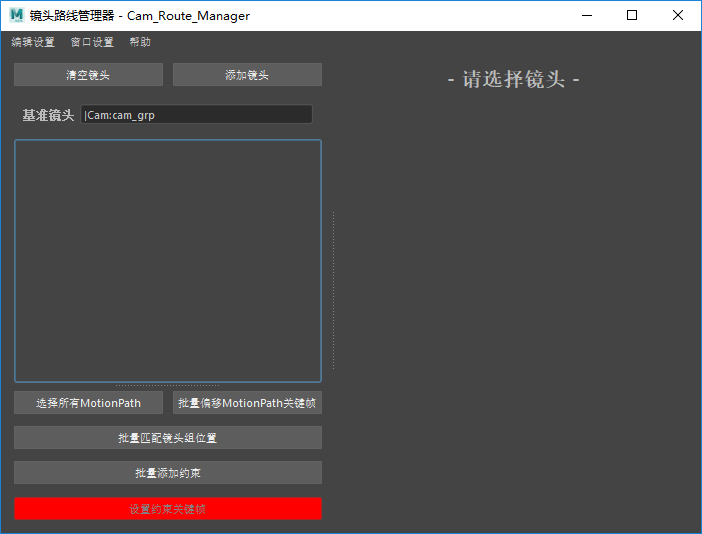 镜头路线管理器 - Cam_Route_Manager
编辑设置 窗口设置 帮助
清空镜头 添加镜头
- 请选择镜头 -
基准镜头 |Cam:cam_grp
选择所有MotionPath 批量偏移MotionPath关键帧
批量匹配镜头组位置
批量添加约束
设置约束关键帧